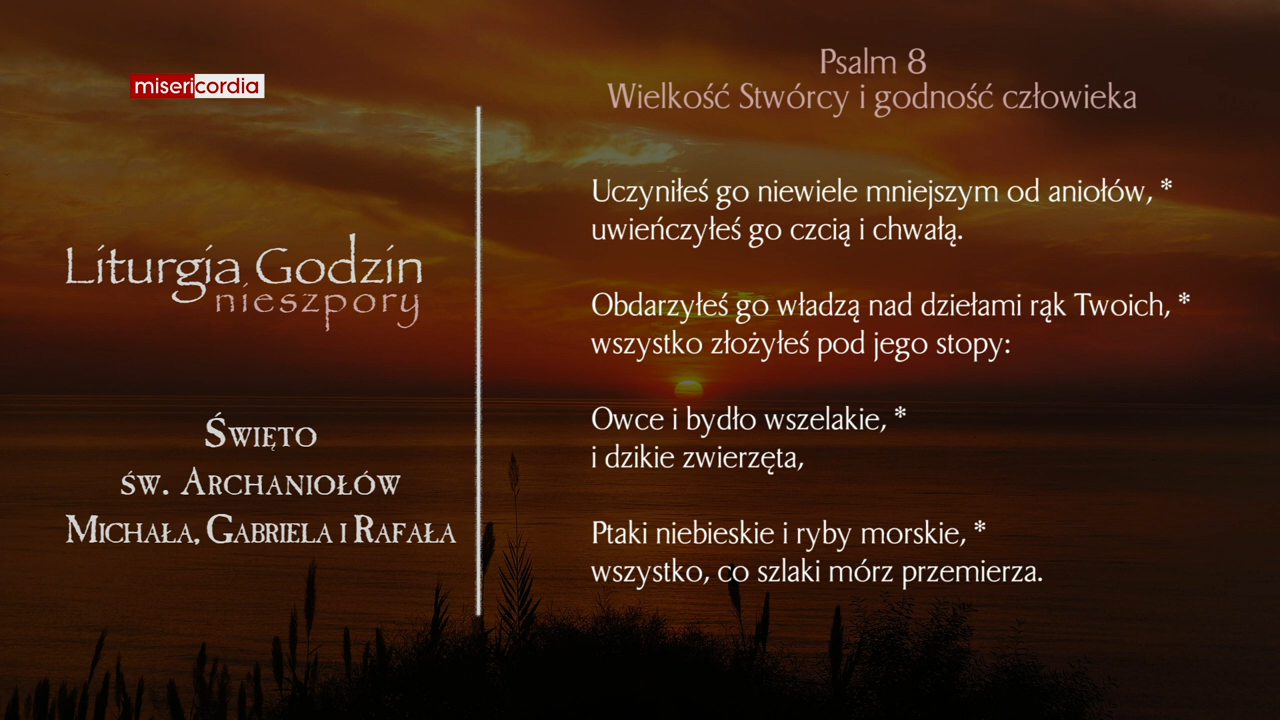 misericordia
Liturgia Godzin
nieszpory
Święto
św. Archaniołów
Michała, Gabriela i Rafała
Psalm 8
Wielkość Stwórcy i godność człowieka
Uczyniłeś go niewiele mniejszym od aniołów, *
uwieńczyłeś go czcią i chwałą.
Obdarzyłeś go władzą nad dziełami rąk Twoich, *
wszystko złożyłeś pod jego stopy:
Owce i bydło wszelakie, *
i dzikie zwierzęta,
Ptaki niebieskie i ryby morskie, *
wszystko, co szlaki mórz przemierza.